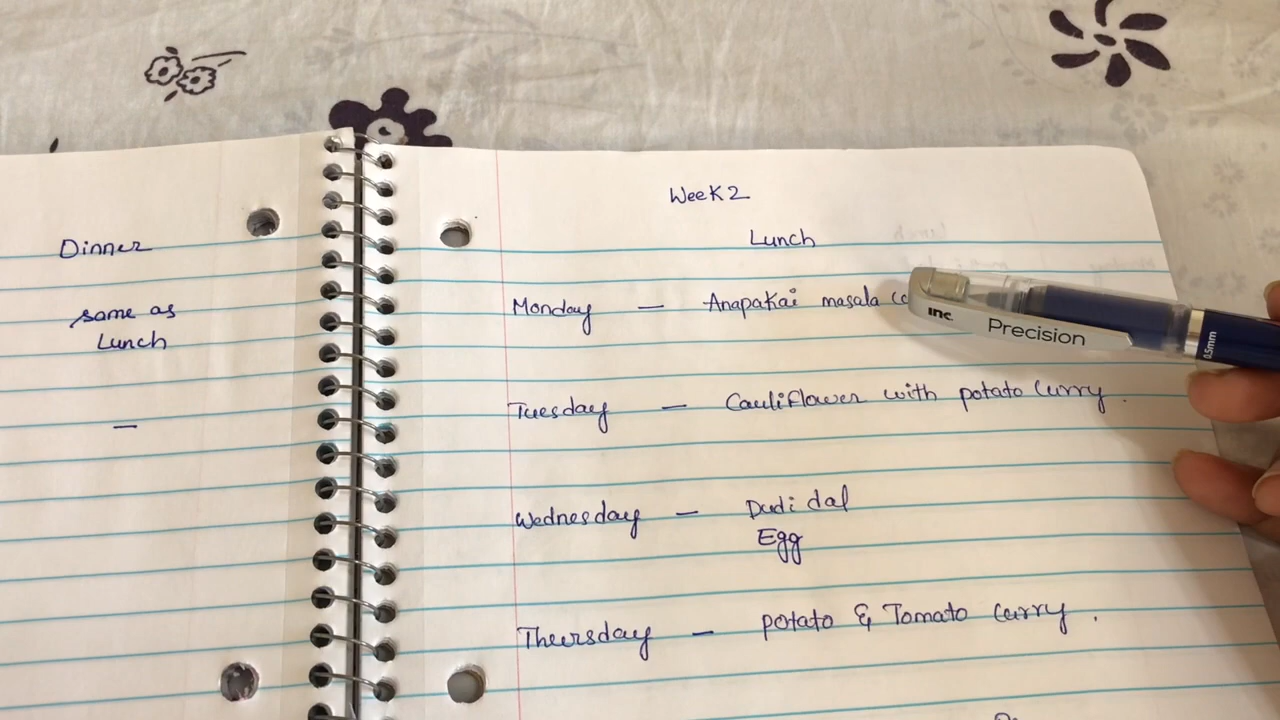 Dinner
same as
Lunch
—
Week 2
Lunch
Monday — Anapakai masala
Tuesday — Cauliflower with potato curry.
Wednesday — Dudi dal
Egg
Thursday — potato & Tomato curry.
INC.
Precision
0.5mm